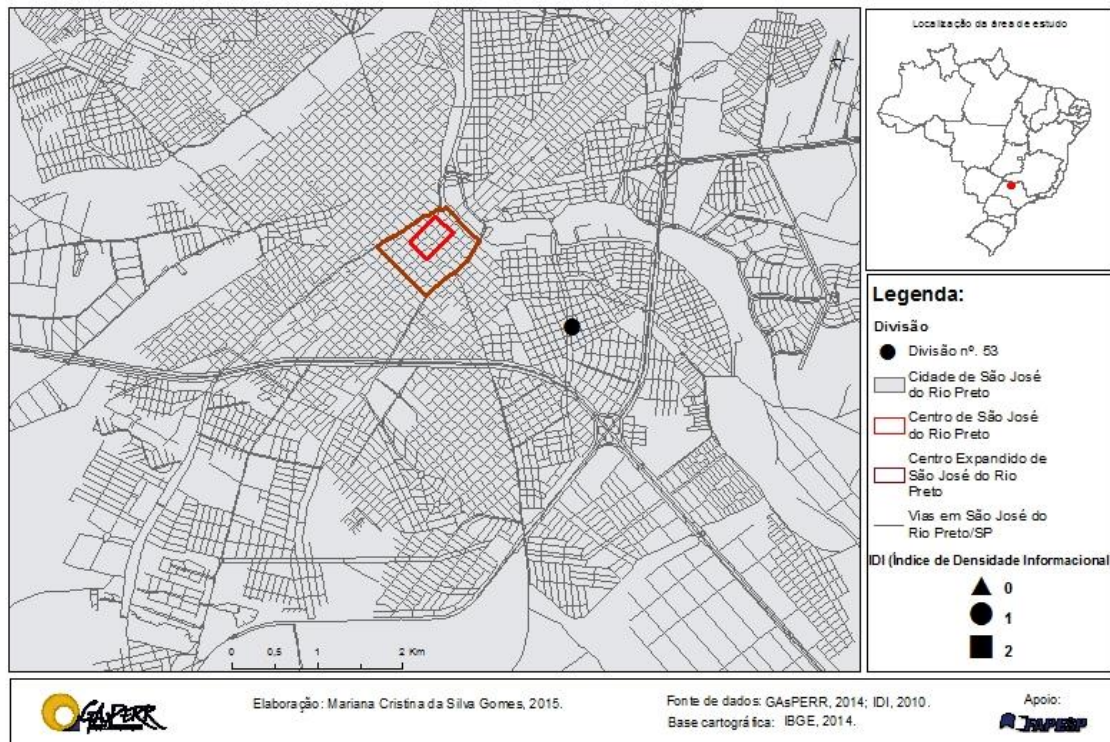 Localização da área de estudo
Legenda:
Divisão
Divisão nº. 53
Cidade de São José
do Rio Preto
Centro de São José
do Rio Preto
Centro Expandido de
São José do Rio
Preto
Vias em São José do
Rio Preto/SP
IDI (Índice de Densidade Informacional
0
1
2
0 0,5 1 2 Km
GAsPERR
Elaboração: Mariana Cristina da Silva Gomes, 2015.
Fonte de dados: GAsPERR, 2014; IDI, 2010.
Base cartográfica: IBGE, 2014.
Apoio:
FAPESP